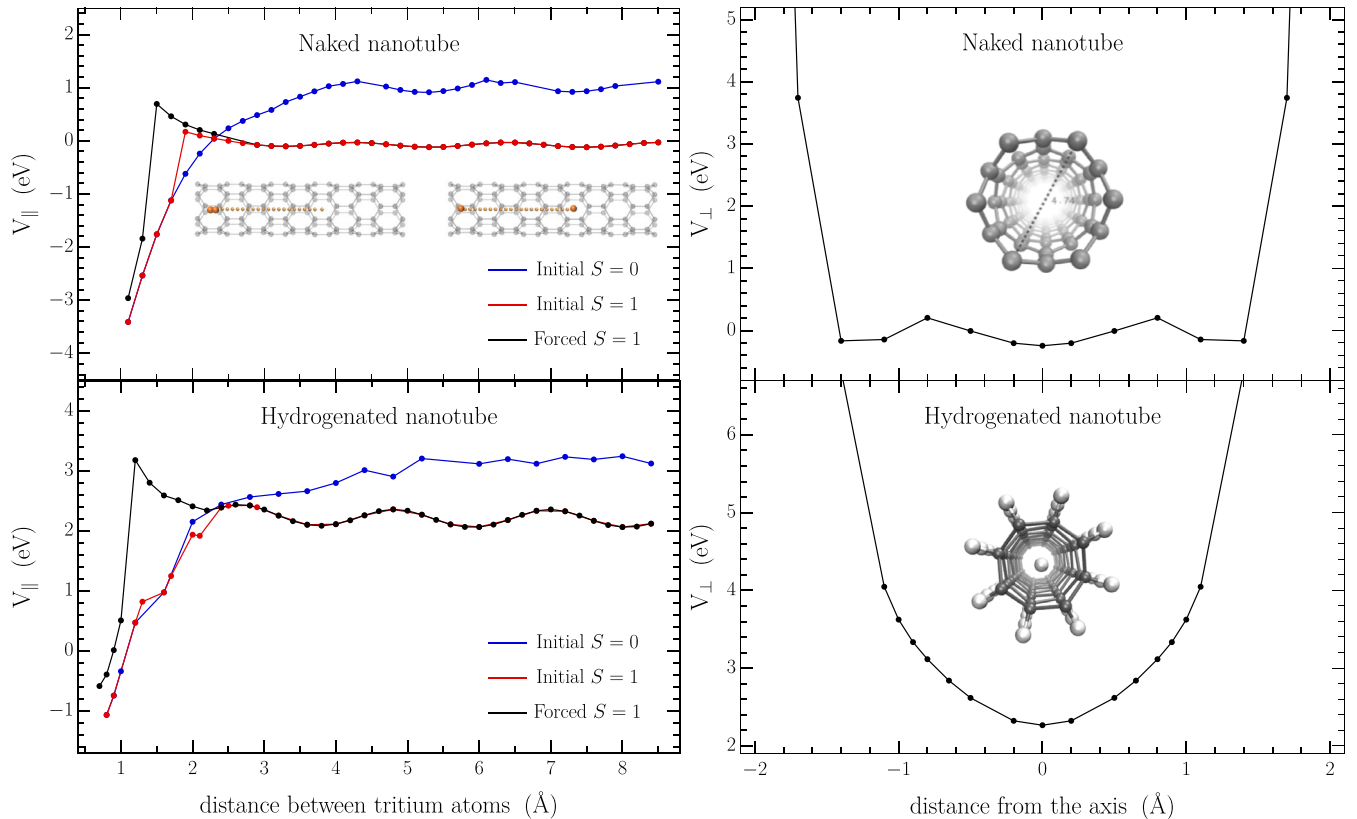 Naked nanotube
2
1
0
−1
−2
−3
−4
V∥ (eV)
Initial S = 0
Initial S = 1
Forced S = 1
Naked nanotube
5
4
3
2
1
0
V⊥ (eV)
4.74
Hydrogenated nanotube
4
3
2
1
0
−1
V∥ (eV)
Initial S = 0
Initial S = 1
Forced S = 1
1 2 3 4 5 6 7 8
distance between tritium atoms (Å)
Hydrogenated nanotube
6
5
4
3
2
V⊥ (eV)
−2 −1 0 1 2
distance from the axis (Å)